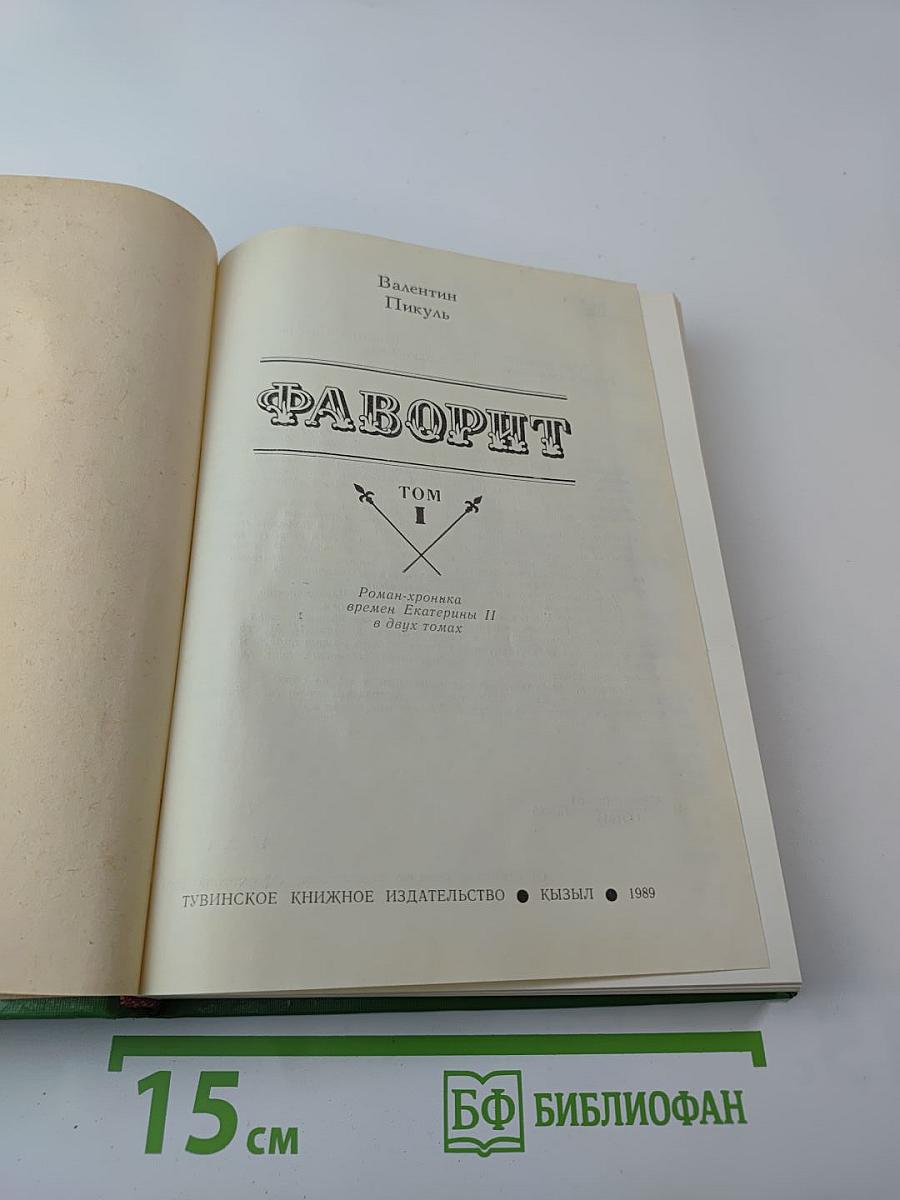 Валентин
Пикуль
ФАВОРИТ
ТОМ
I
Роман-хроника
времен Екатерины II
в двух томах
ТУВИНСКОЕ КНИЖНОЕ ИЗДАТЕЛЬСТВО ● КЫЗЫЛ ● 1989
15 см
БФ БИБЛИОФАН